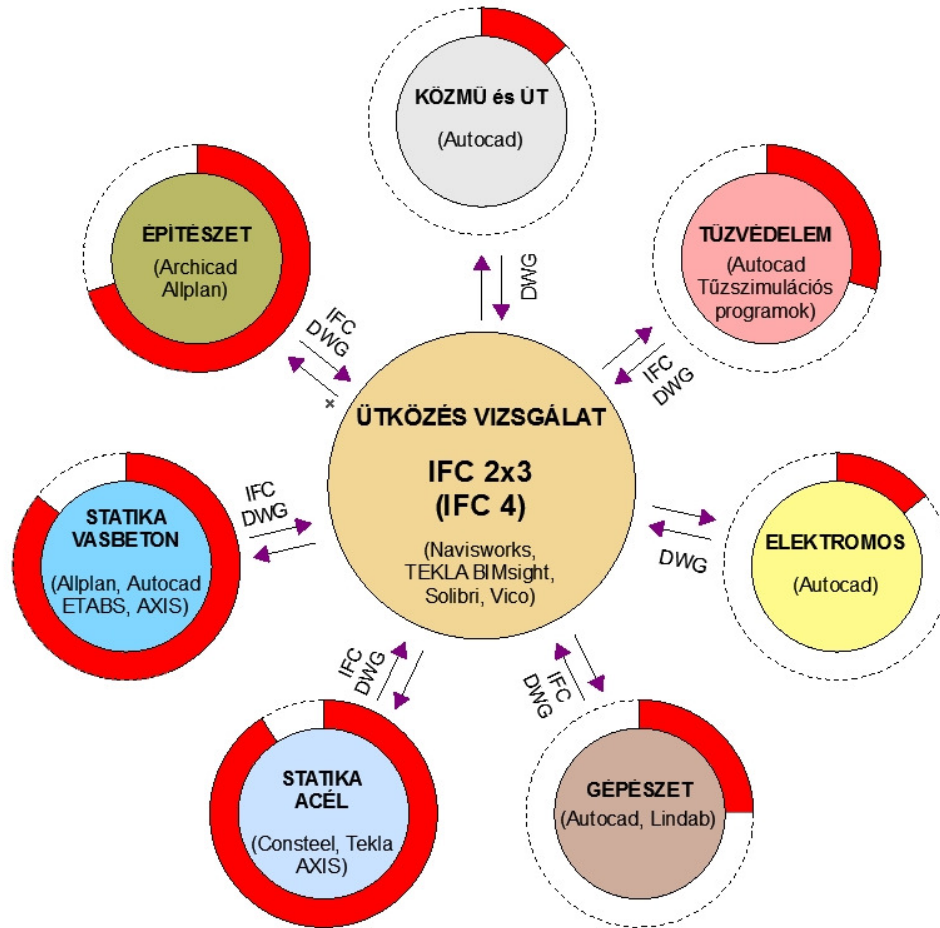 KÖZMŰ és ÚT
(Autocad)
ÉPÍTÉSZET
(Archicad
Allplan)
TŰZVÉDELEM
(Autocad
Tűzszimulációs
programok)
DWG
IFC
DWG
IFC
DWG
ÜTKÖZÉS VIZSGÁLAT
IFC 2x3
(IFC 4)
(Navisworks,
TEKLA BIMsight,
Solibri, Vico)
STATIKA
VASBETON
(Allplan, Autocad
ETABS, AXIS)
IFC
DWG
ELEKTROMOS
(Autocad)
DWG
IFC
DWG
IFC
DWG
STATIKA
ACÉL
(Consteel, Tekla
AXIS)
GÉPÉSZET
(Autocad, Lindab)